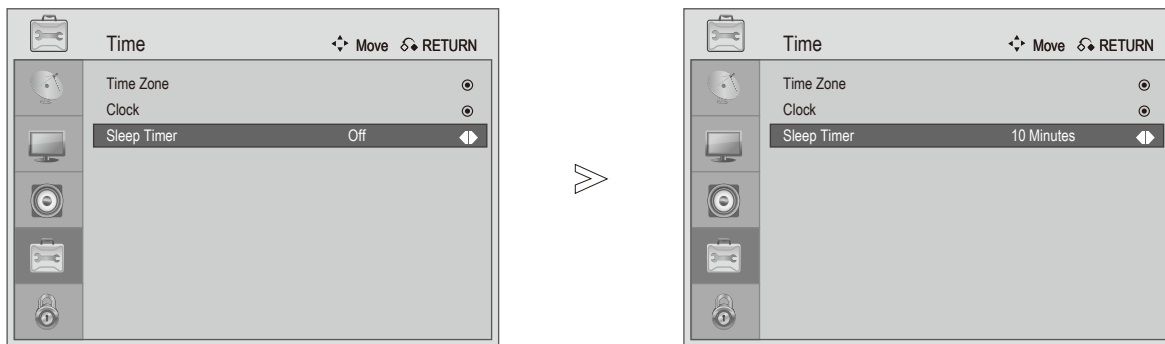 Time Move RETURN
Time Zone
Clock
Sleep Timer Off
Time Move RETURN
Time Zone
Clock
Sleep Timer 10 Minutes